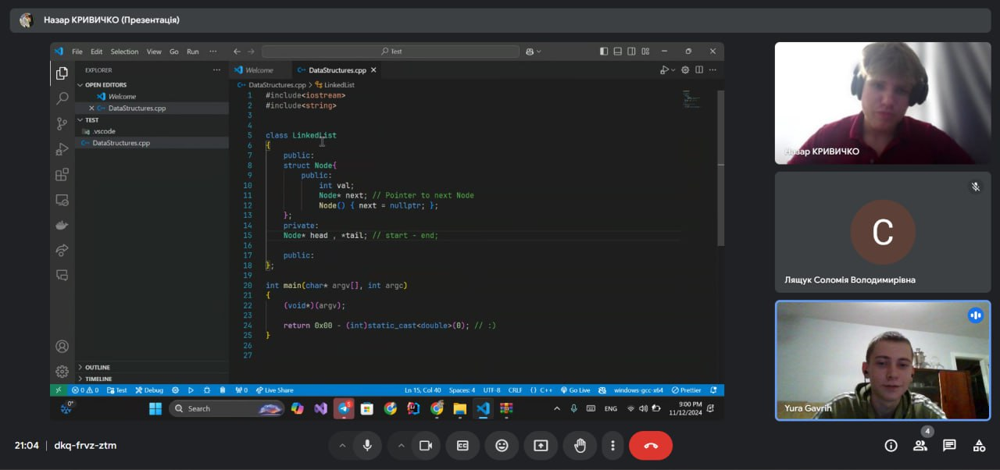 Назар КРИВИЧКО (Презентація)
File Edit Selection View Go Run ··· Test
EXPLORER ···
Welcome DataStructures.cpp
OPEN EDITORS
DataStructures.cpp > LinkedList
Welcome
DataStructures.cpp
TEST
.vscode
DataStructures.cpp
1 #include<iostream>
2 #include<string>
3
4
5 class LinkedList
6 {
7 public:
8 struct Node{
9 public:
10 int val;
11 Node* next; // Pointer to next Node
12 Node() { next = nullptr; };
13 };
14 private:
15 Node* head , *tail; // start - end;
16
17 public:
18 };
19
20 int main(char* argv[], int argc)
21 {
22 (void*)(argv);
23
24 return 0x00 - (int)static_cast<double>(0); // :)
25 }
26
27
OUTLINE
TIMELINE
0 0 Test Debug 0 Live Share Ln 15, Col 40 Spaces: 4 UTF-8 CRLF {} C++ Go Live windows-gcc-x64 Prettier
0° Search ENG 9:00 PM
11/12/2024
Назар КРИВИЧКО
С
Лящук Соломія Володимирівна
Yura Gavrih
21:04 | dkq-frvz-ztm
CC
4